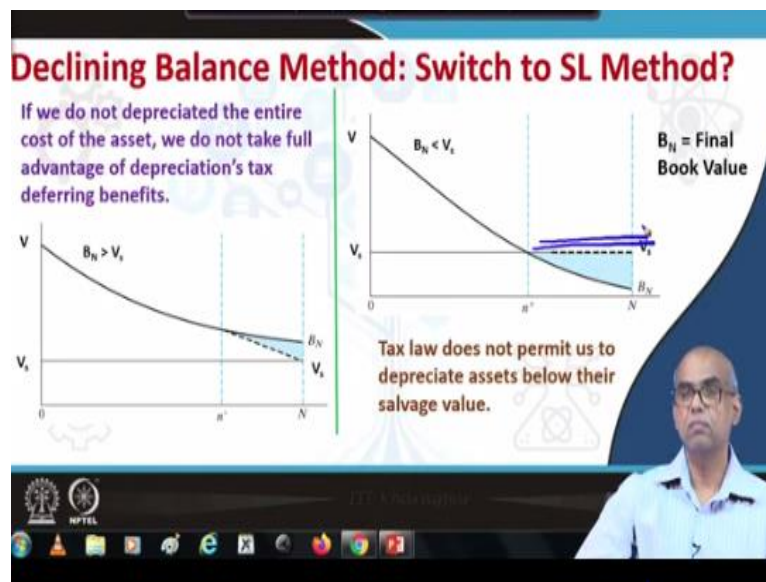 Declining Balance Method: Switch to SL Method?
If we do not depreciated the entire
cost of the asset, we do not take full
advantage of depreciation's tax
deferring benefits.
V
B_N > V_s
B_N
V_s
V_s
0
n'
N
V
B_N < V_s
V_s
V_s
B_N
0
n'
N
B_N = Final
Book Value
Tax law does not permit us to
depreciate assets below their
salvage value.
NPTEL